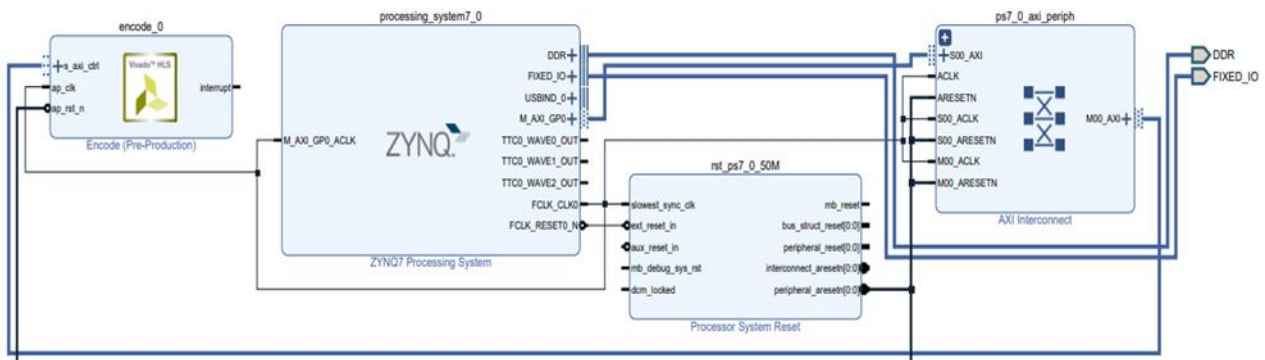 encode_0
s_axi_ctrl
ap_clk
ap_rst_n
Vivado™ HLS
interrupt
Encode (Pre-Production)
processing_system7_0
M_AXI_GP0_ACLK
ZYNQ
DDR
FIXED_IO
USBIND_0
M_AXI_GP0
TTC0_WAVE0_OUT
TTC0_WAVE1_OUT
TTC0_WAVE2_OUT
FCLK_CLK0
FCLK_RESET0_N
ZYNQ7 Processing System
rst_ps7_0_50M
slowest_sync_clk
ext_reset_in
aux_reset_in
mb_debug_sys_rst
dcm_locked
mb_reset
bus_struct_reset[0:0]
peripheral_reset[0:0]
interconnect_aresetn[0:0]
peripheral_aresetn[0:0]
Processor System Reset
ps7_0_axi_periph
S00_AXI
ACLK
ARESETN
S00_ACLK
S00_ARESETN
M00_ACLK
M00_ARESETN
M00_AXI
AXI Interconnect
DDR
FIXED_IO